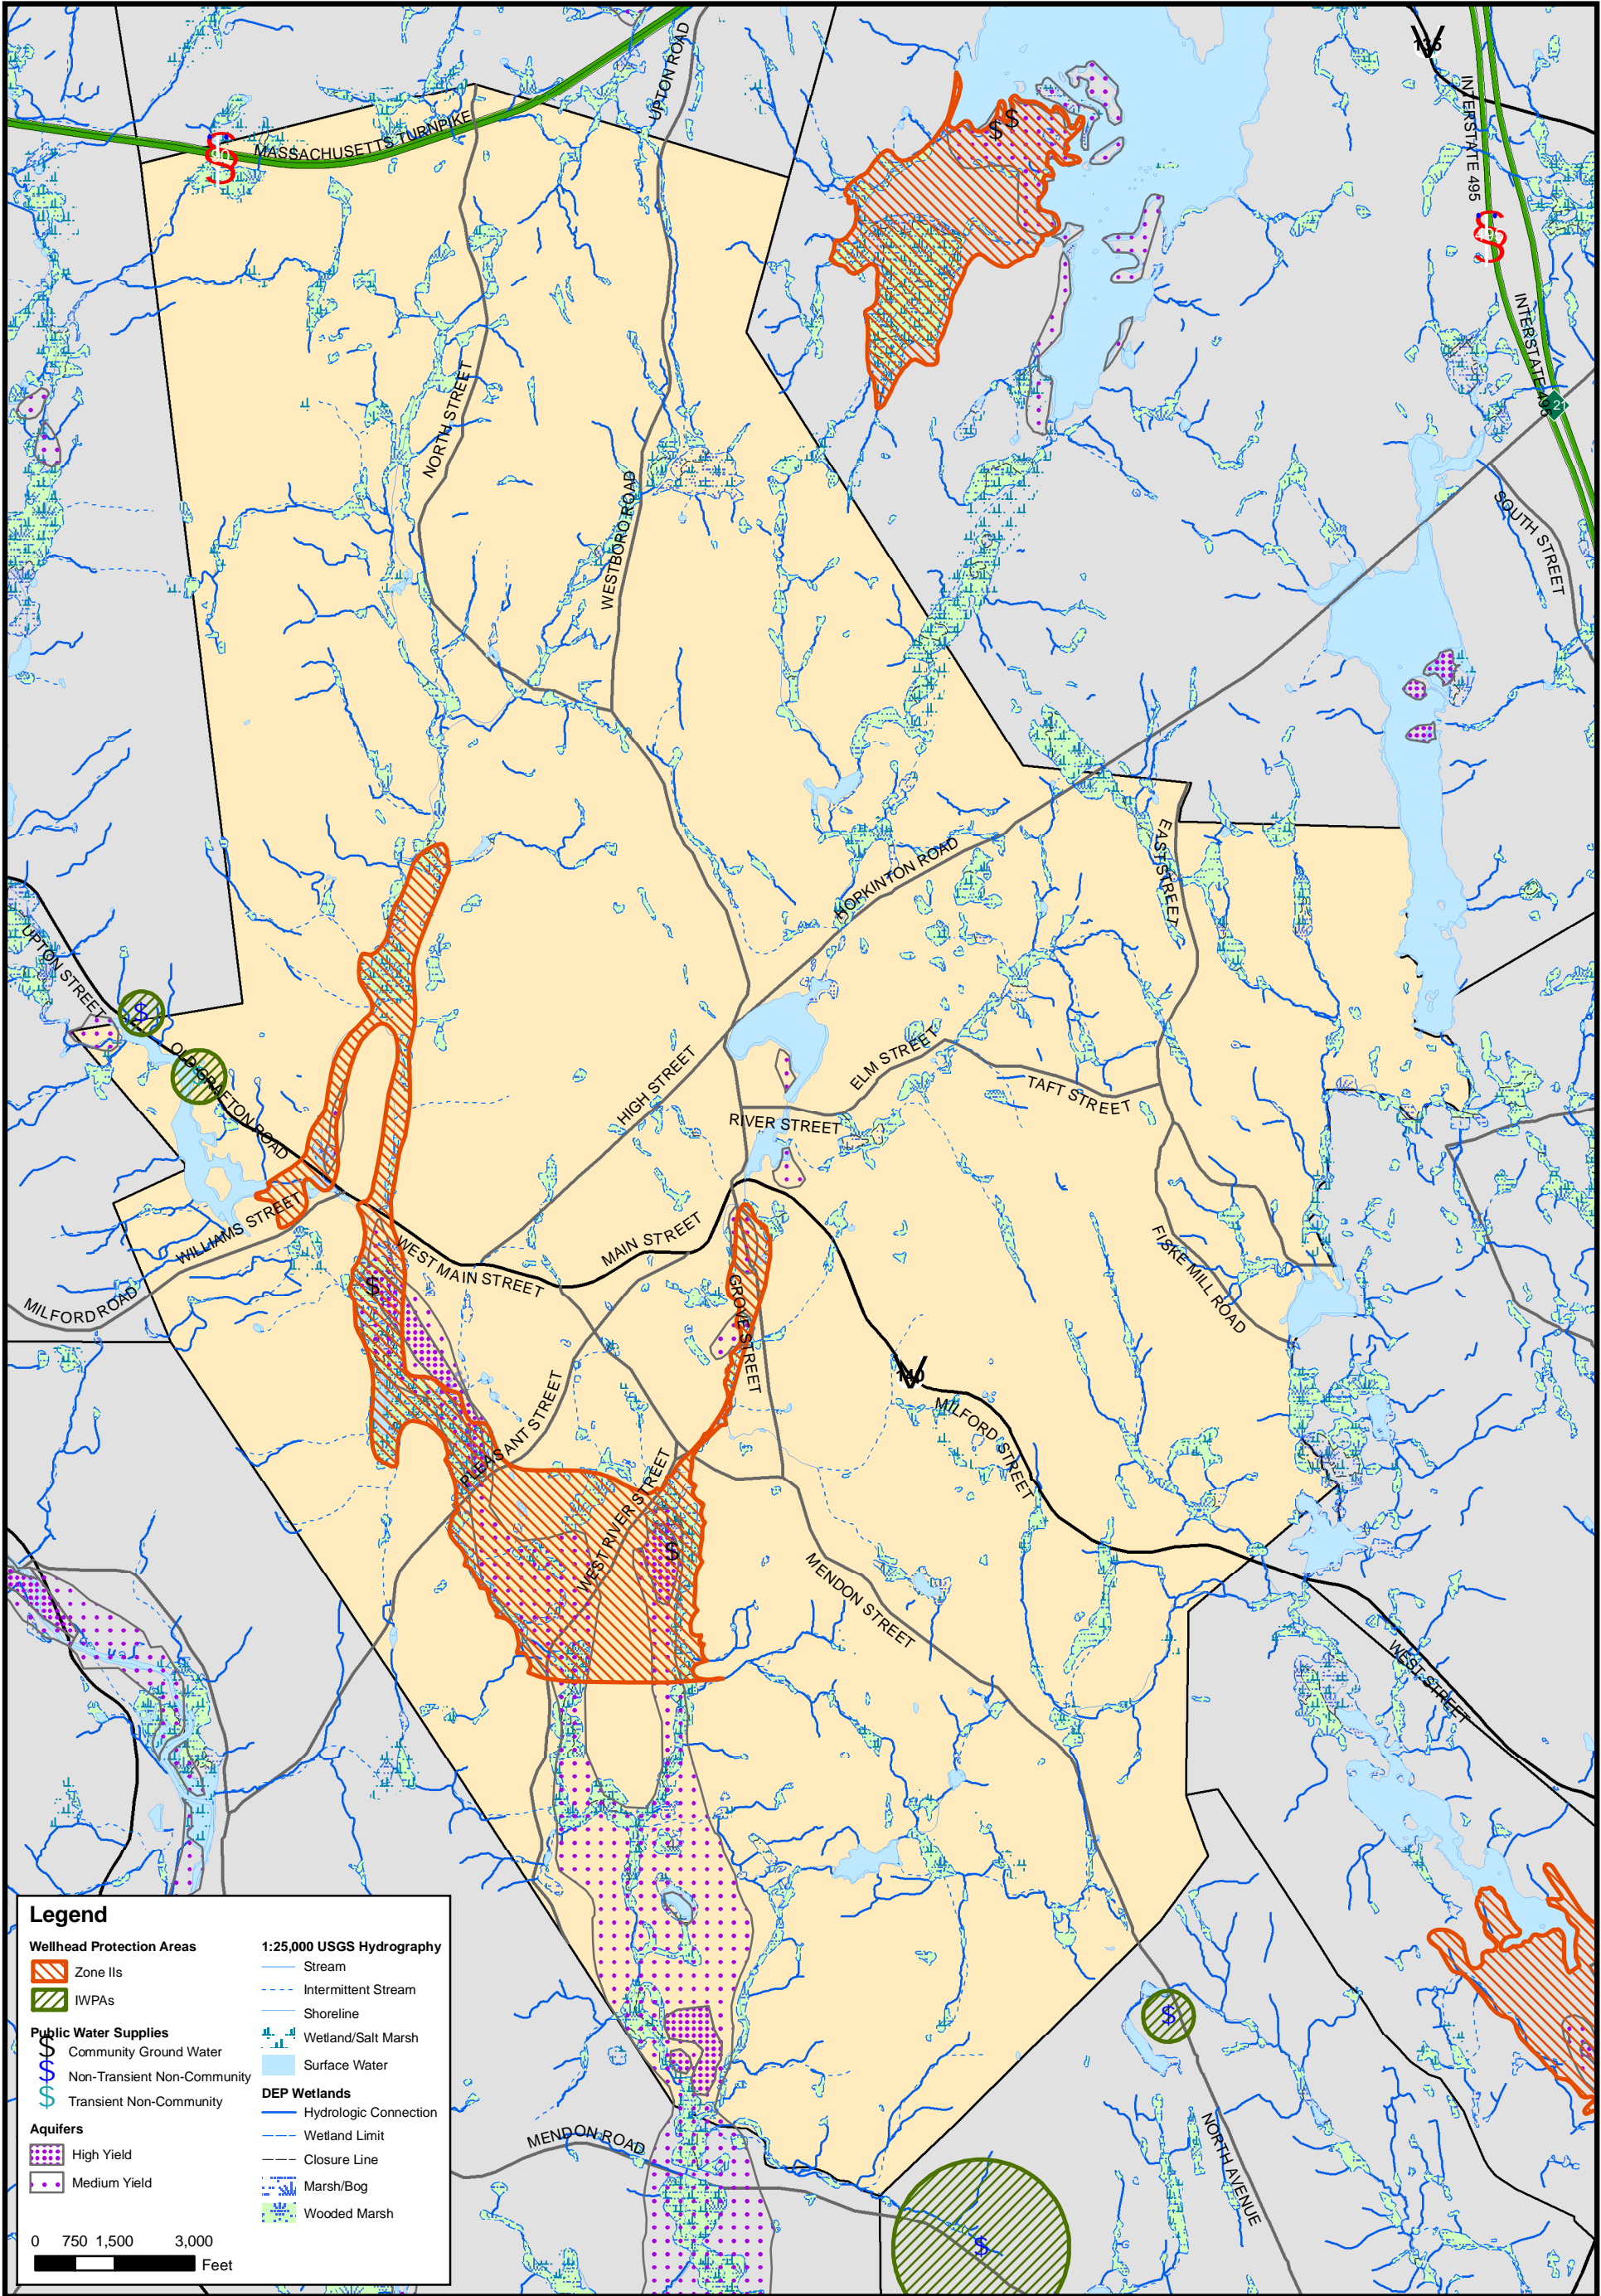 UPTON ROAD
MASSACHUSETTS TURNPIKE
INTERSTATE 495
INTERSTATE 495
21
SOUTH STREET
NORTH STREET
WESTBORO ROAD
HOPKINTON ROAD
EAST STREET
UPTON STREET
OLD GRAFTON ROAD
HIGH STREET
ELM STREET
TAFT STREET
RIVER STREET
WILLIAMS STREET
MILFORD ROAD
WEST MAIN STREET
MAIN STREET
GROVE STREET
FISKE MILL ROAD
140
MILFORD STREET
PLEASANT STREET
WEST RIVER STREET
MENDON STREET
WEST STREET
MENDON ROAD
NORTH AVENUE
$
$
$
$
$
$
$
Legend
Wellhead Protection Areas
Zone IIs
IWPAs
Public Water Supplies
$ Community Ground Water
$ Non-Transient Non-Community
$ Transient Non-Community
Aquifers
High Yield
Medium Yield
1:25,000 USGS Hydrography
Stream
Intermittent Stream
Shoreline
Wetland/Salt Marsh
Surface Water
DEP Wetlands
Hydrologic Connection
Wetland Limit
Closure Line
Marsh/Bog
Wooded Marsh
0 750 1,500 3,000
Feet